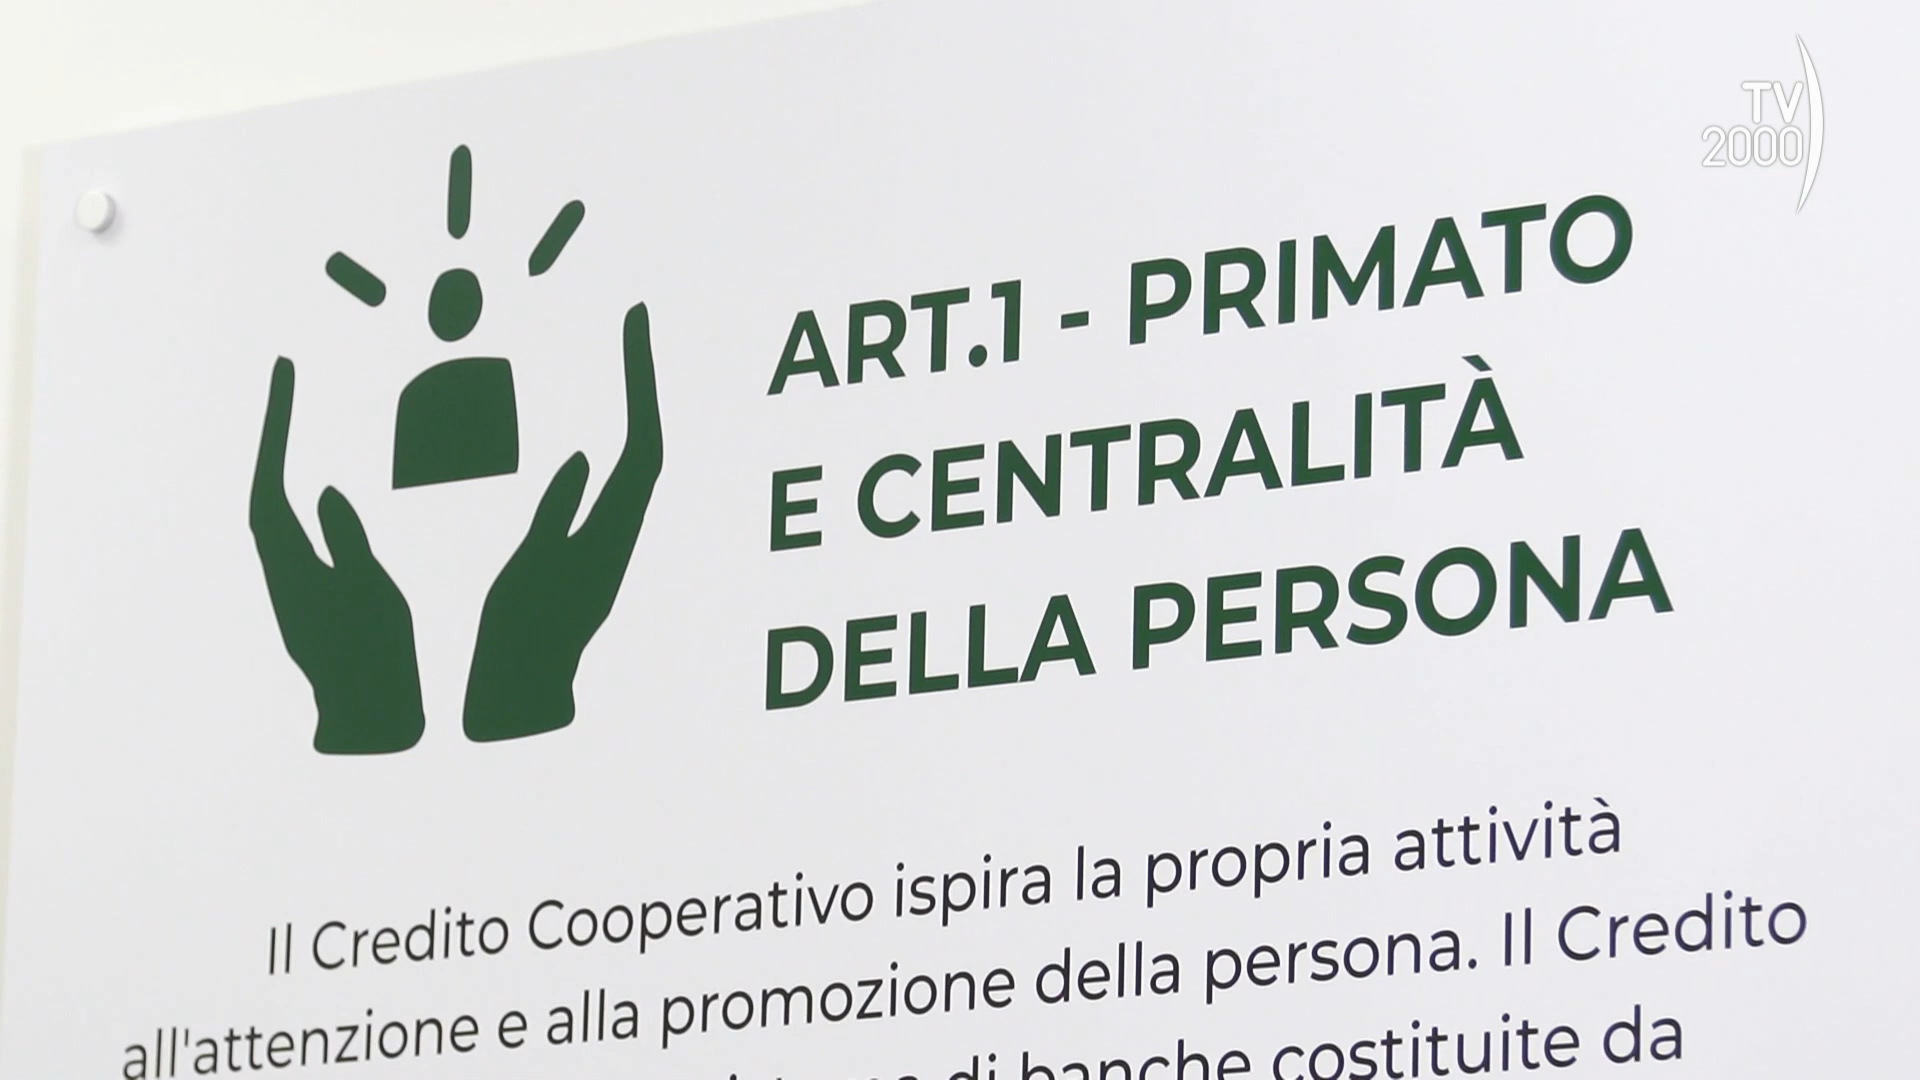 TV
2000
ART.1 - PRIMATO
E CENTRALITÀ
DELLA PERSONA
Il Credito Cooperativo ispira la propria attività
all'attenzione e alla promozione della persona. Il Credito
di banche costituite da